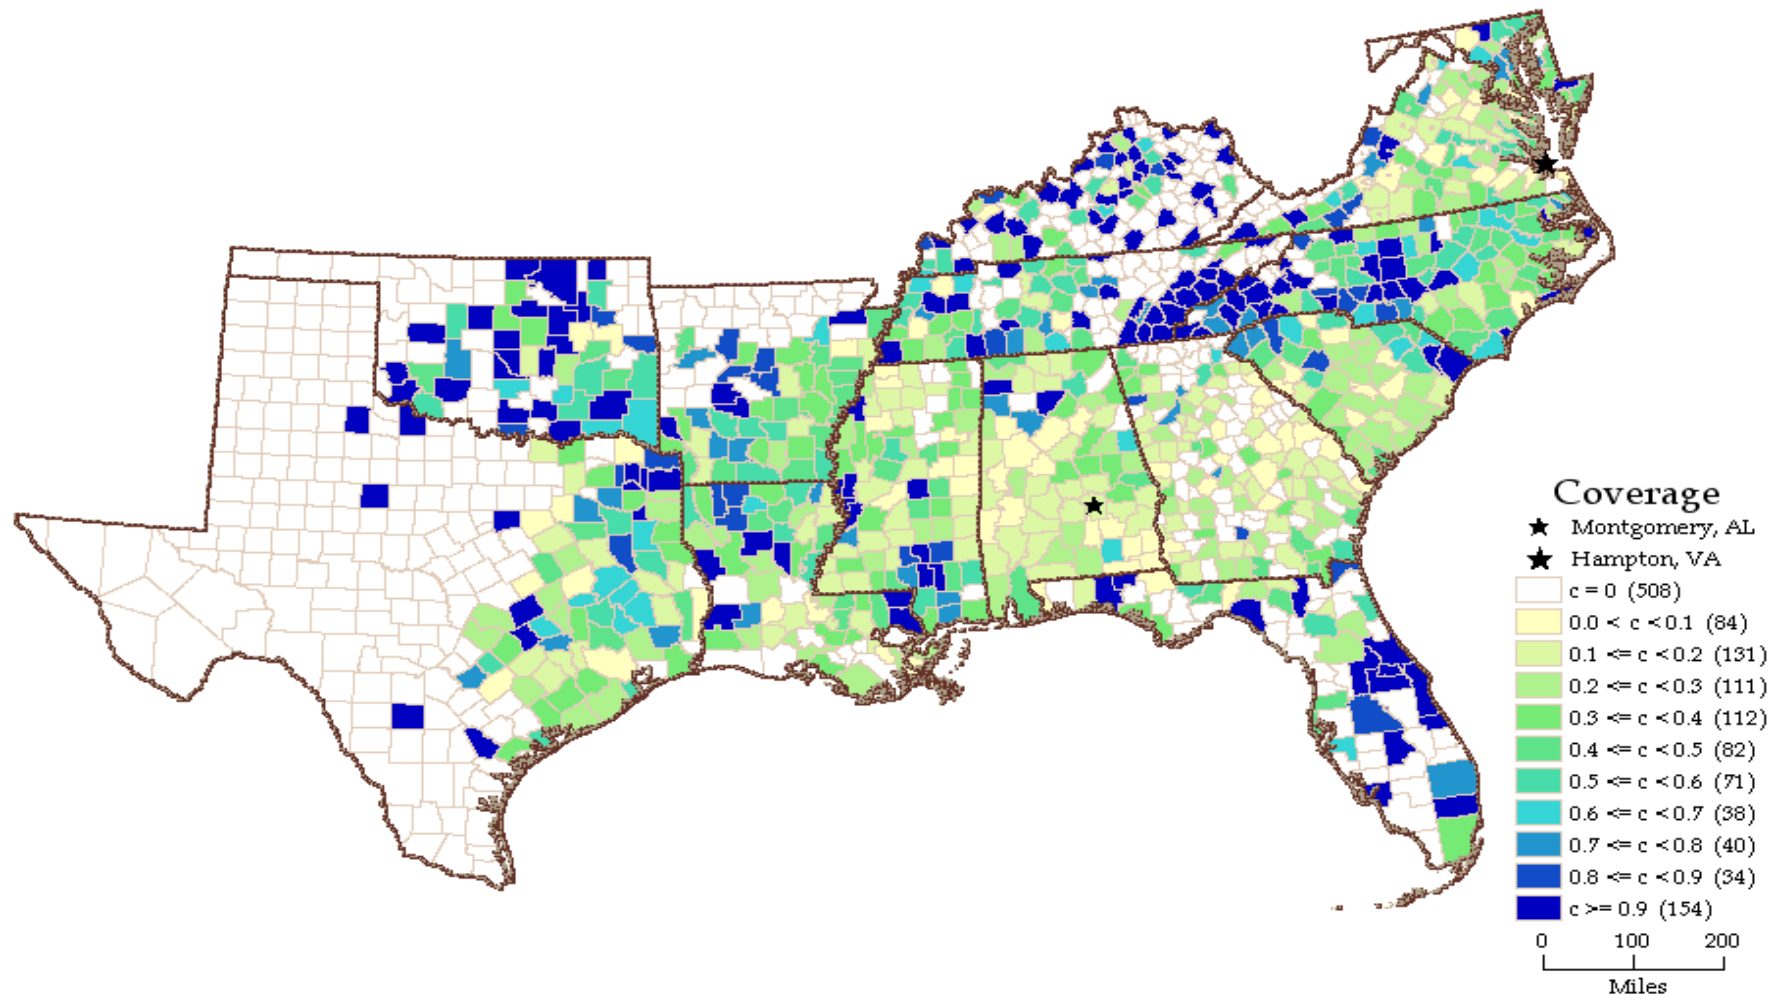 Coverage
Montgomery, AL
Hampton, VA
c = 0 (508)
0.0 < c < 0.1 (84)
0.1 <= c < 0.2 (131)
0.2 <= c < 0.3 (111)
0.3 <= c < 0.4 (112)
0.4 <= c < 0.5 (82)
0.5 <= c < 0.6 (71)
0.6 <= c < 0.7 (38)
0.7 <= c < 0.8 (40)
0.8 <= c < 0.9 (34)
c >= 0.9 (154)
0 100 200
Miles